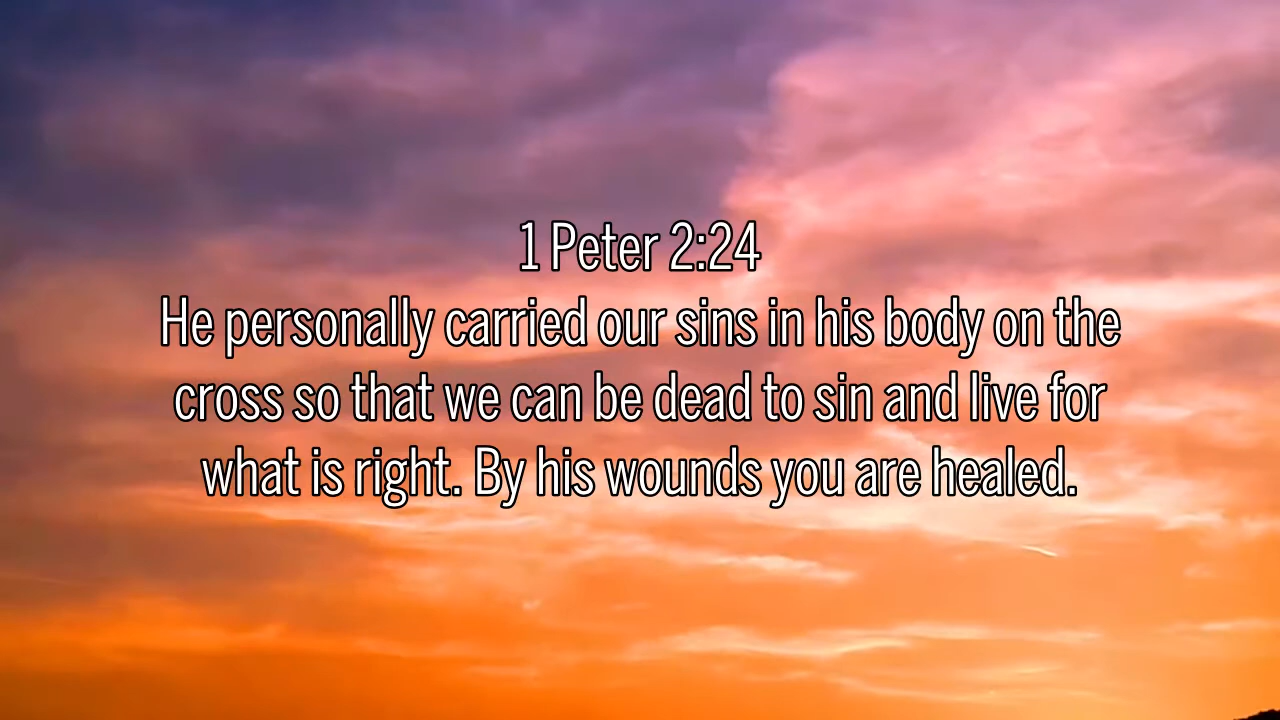 1 Peter 2:24
He personally carried our sins in his body on the
cross so that we can be dead to sin and live for
what is right. By his wounds you are healed.